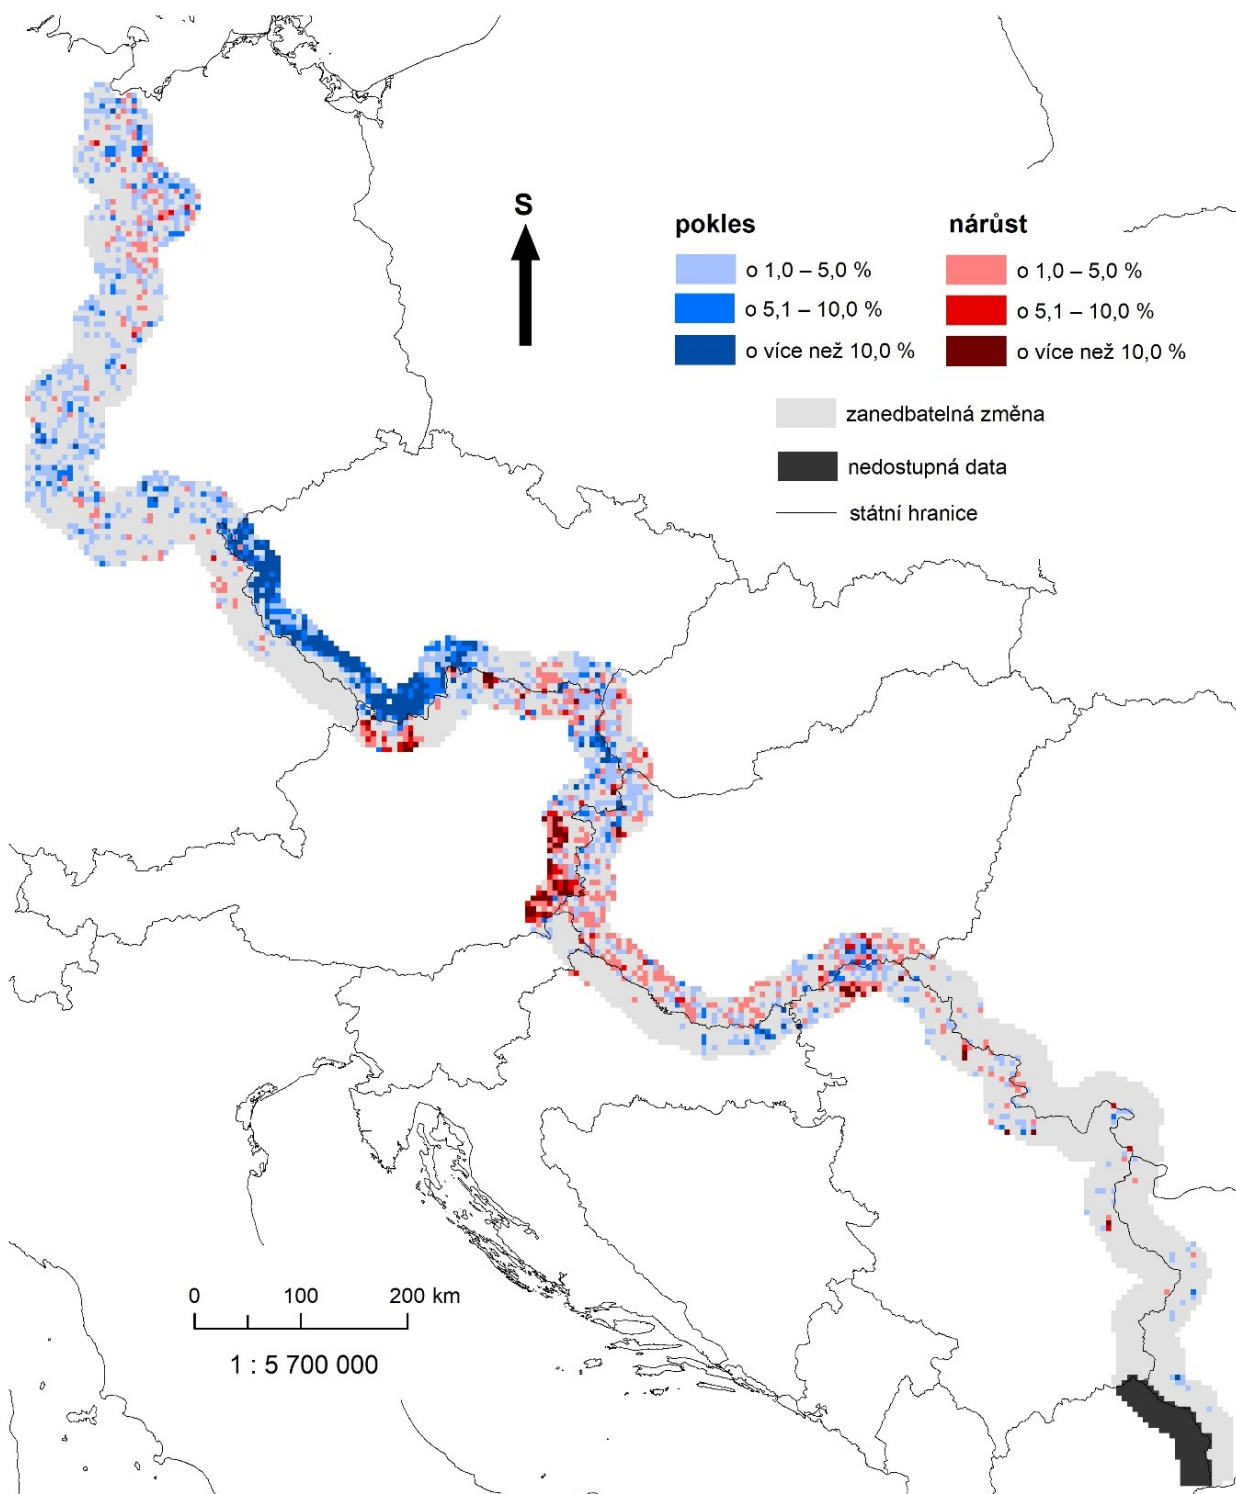 S
pokles
nárůst
o 1,0 – 5,0 %
o 1,0 – 5,0 %
o 5,1 – 10,0 %
o 5,1 – 10,0 %
o více než 10,0 %
o více než 10,0 %
zanedbatelná změna
nedostupná data
státní hranice
0 100 200 km
1 : 5 700 000